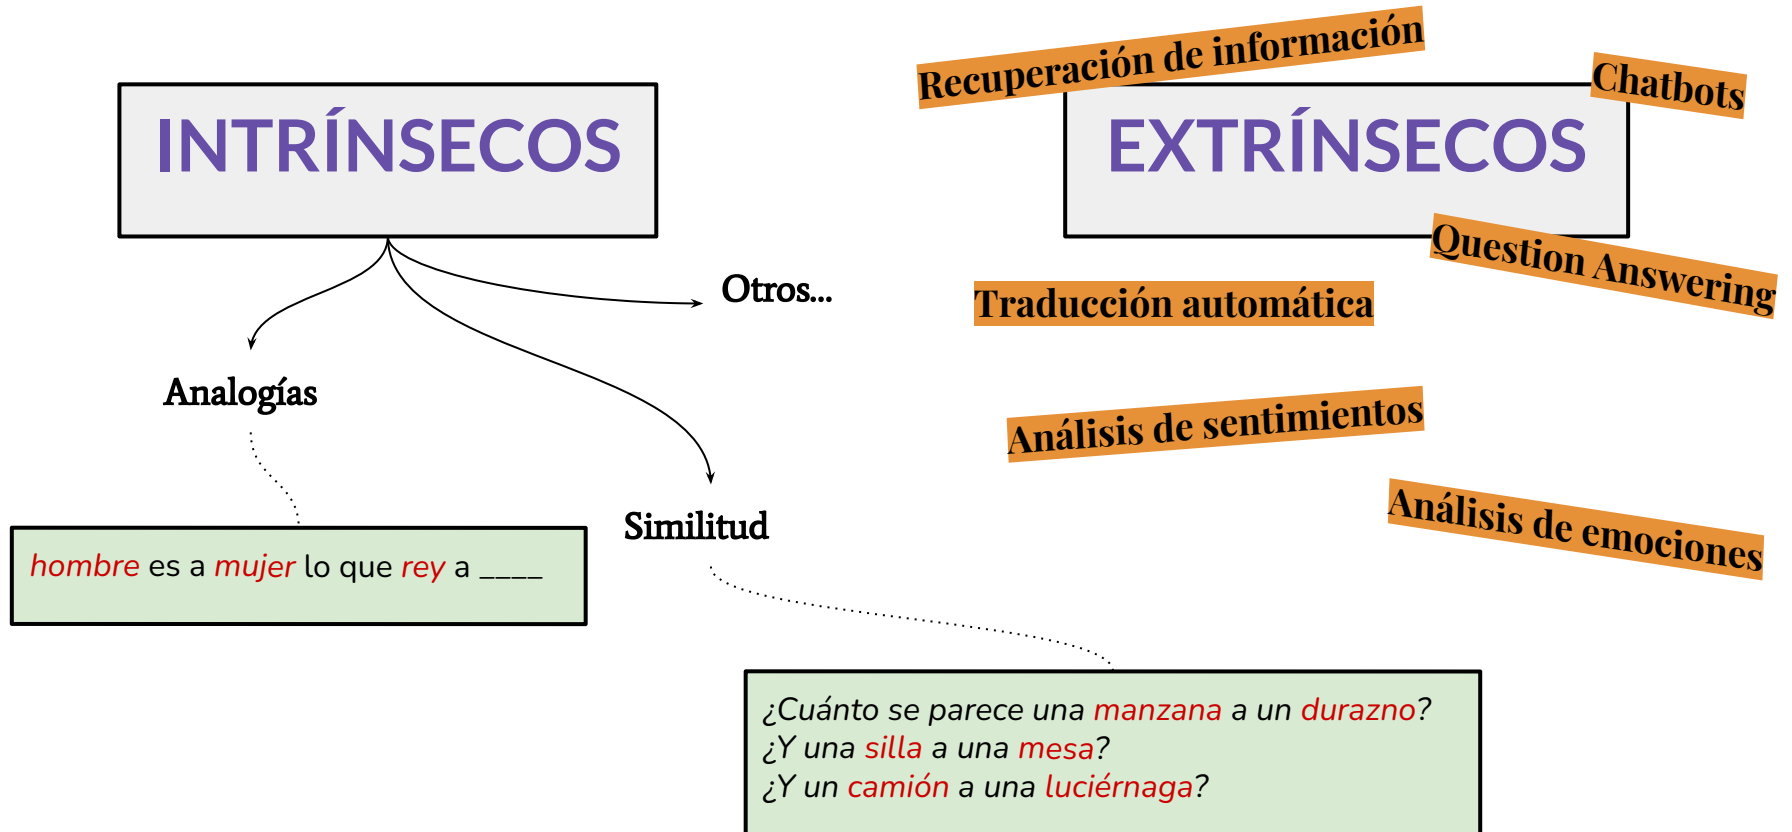 INTRÍNSECOS
Otros...
Analogías
hombre es a mujer lo que rey a ____
Similitud
¿Cuánto se parece una manzana a un durazno?
¿Y una silla a una mesa?
¿Y un camión a una luciérnaga?
Recuperación de información
Chatbots
EXTRÍNSECOS
Question Answering
Traducción automática
Análisis de sentimientos
Análisis de emociones